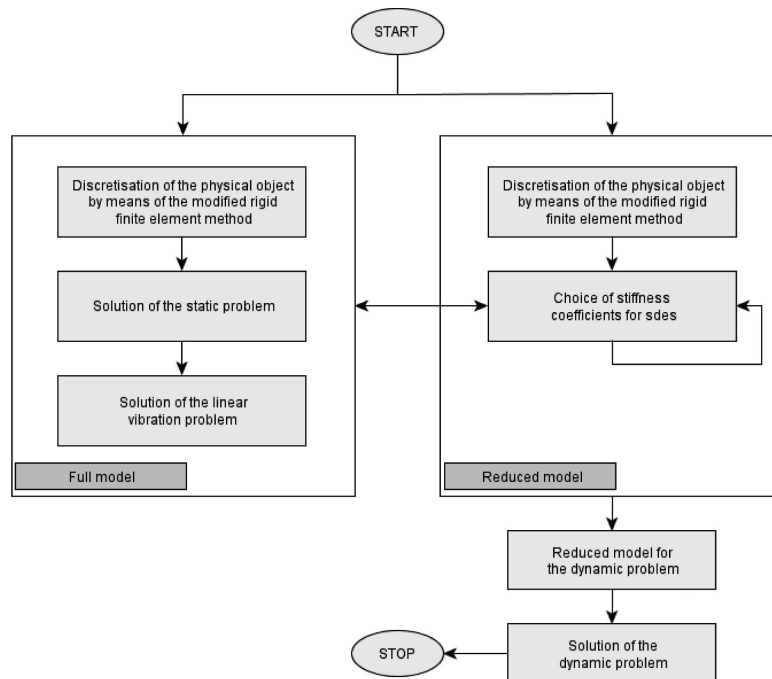 START
Discretisation of the physical object
by means of the modified rigid
finite element method
Solution of the static problem
Solution of the linear
vibration problem
Full model
Discretisation of the physical object
by means of the modified rigid
finite element method
Choice of stiffness
coefficients for sdes
Reduced model
Reduced model for
the dynamic problem
Solution of the
dynamic problem
STOP